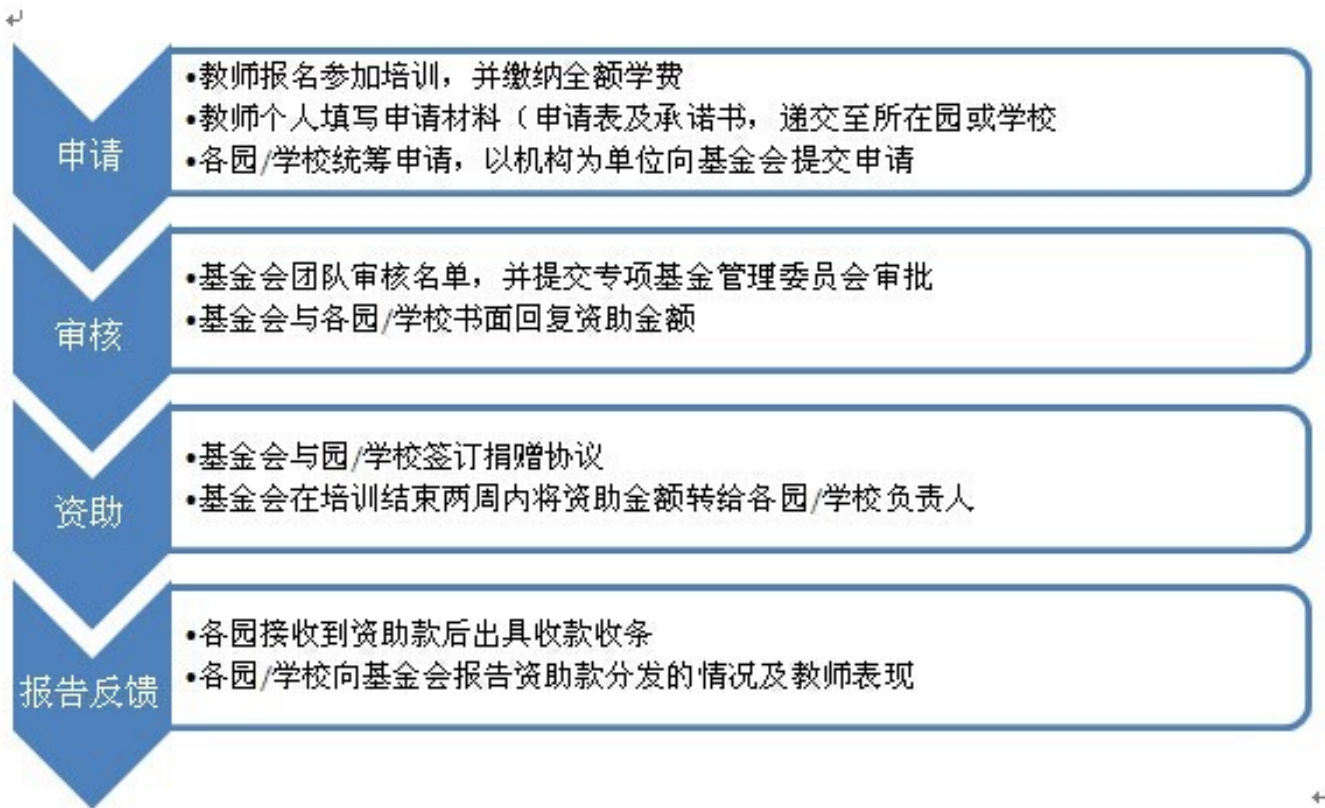 申请
•教师报名参加培训，并缴纳全额学费
•教师个人填写申请材料（申请表及承诺书，递交至所在园或学校
•各园/学校统筹申请，以机构为单位向基金会提交申请
审核
•基金会团队审核名单，并提交专项基金管理委员会审批
•基金会与各园/学校书面回复资助金额
资助
•基金会与园/学校签订捐赠协议
•基金会在培训结束两周内将资助金额转给各园/学校负责人
报告反馈
•各园接收到资助款后出具收款收条
•各园/学校向基金会报告资助款分发的情况及教师表现